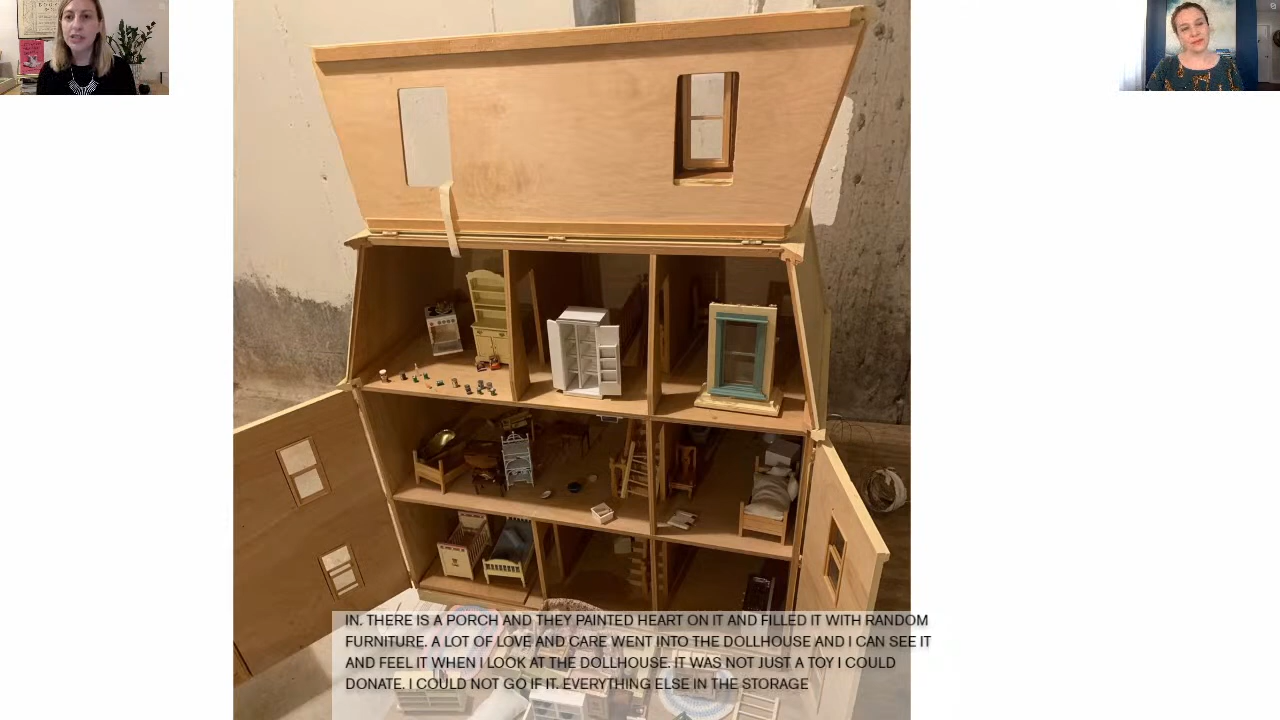 IN. THERE IS A PORCH AND THEY PAINTED HEART ON IT AND FILLED IT WITH RANDOM
FURNITURE. A LOT OF LOVE AND CARE WENT INTO THE DOLLHOUSE AND I CAN SEE IT
AND FEEL IT WHEN I LOOK AT THE DOLLHOUSE. IT WAS NOT JUST A TOY I COULD
DONATE. I COULD NOT GO IF IT. EVERYTHING ELSE IN THE STORAGE